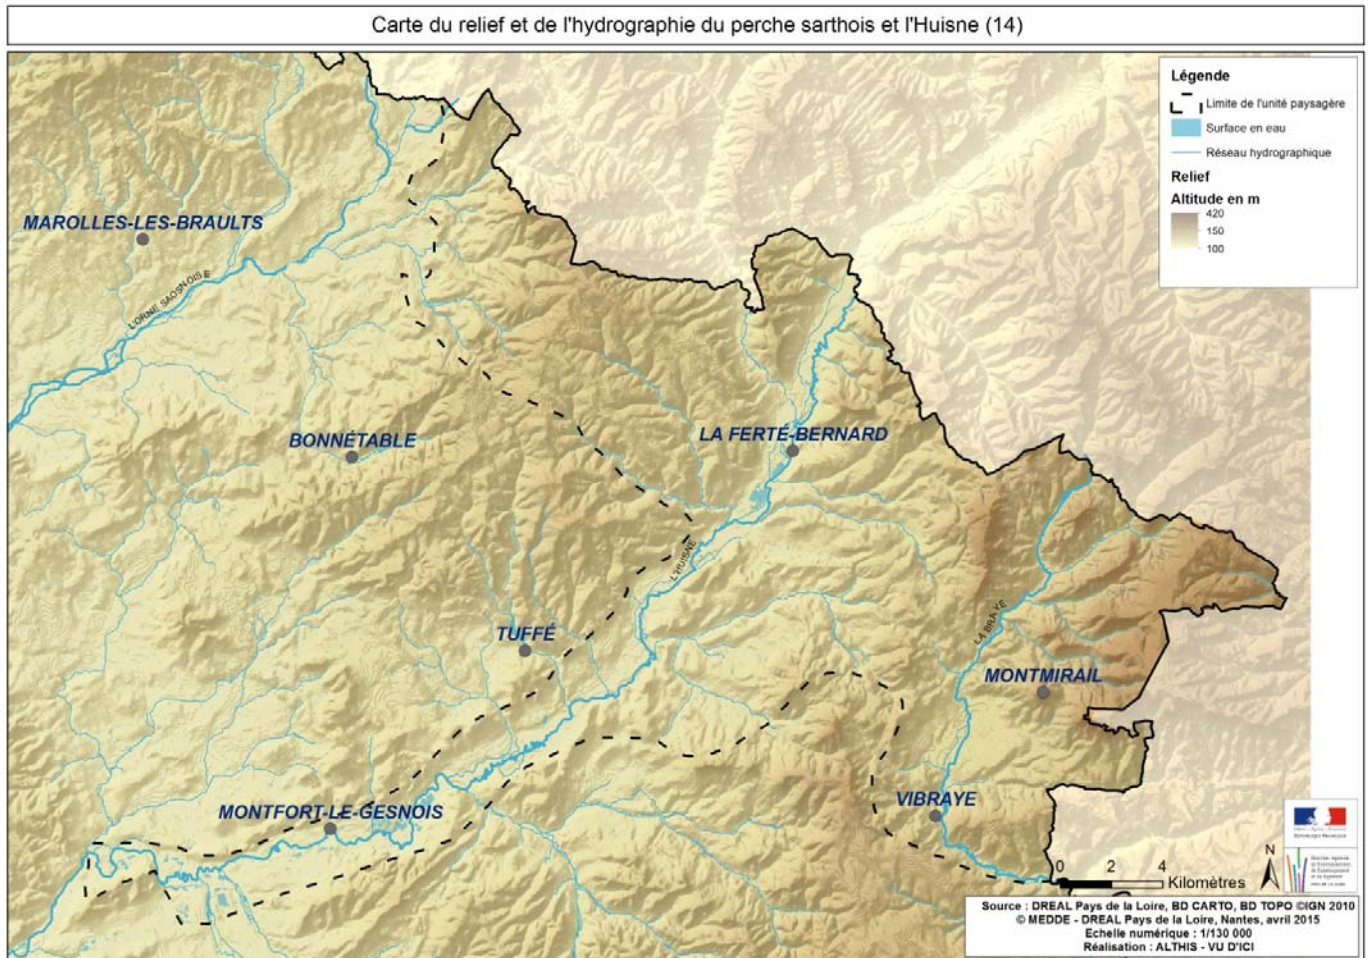 Carte du relief et de l'hydrographie du perche sarthois et l'Huisne (14)
Légende
Limite de l'unité paysagère
Surface en eau
Réseau hydrographique
Relief
Altitude en m
420
150
100
MAROLLES-LES-BRAULTS
L'ORNE SAOSNOISE
BONNÉTABLE
LA FERTÉ-BERNARD
L'HUISNE
LA BRAYE
TUFFÉ
MONTMIRAIL
VIBRAYE
MONTFORT-LE-GESNOIS
0 2 4
Kilomètres
N
Source : DREAL Pays de la Loire, BD CARTO, BD TOPO ©IGN 2010
© MEDDE - DREAL Pays de la Loire, Nantes, avril 2015
Echelle numérique : 1/130 000
Réalisation : ALTHIS - VU D'ICI